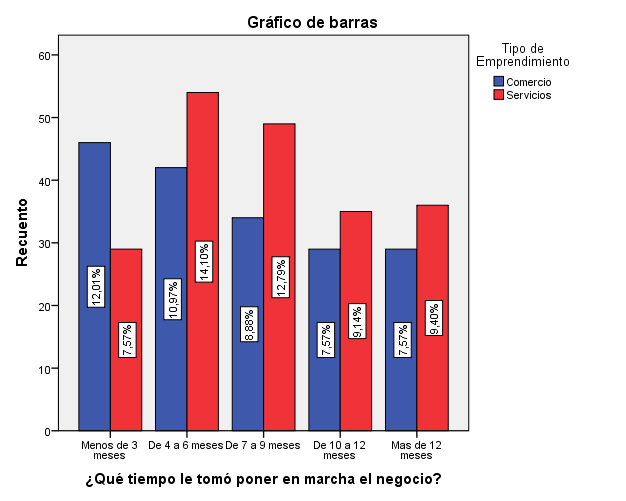 Gráfico de barras
Tipo de
Emprendimiento
Comercio
Servicios
Recuento
60
50
40
30
20
10
0
12,01%
7,57%
10,97%
14,10%
8,88%
12,79%
7,57%
9,14%
7,57%
9,40%
Menos de 3
meses
De 4 a 6 meses
De 7 a 9 meses
De 10 a 12
meses
Mas de 12
meses
¿Qué tiempo le tomó poner en marcha el negocio?